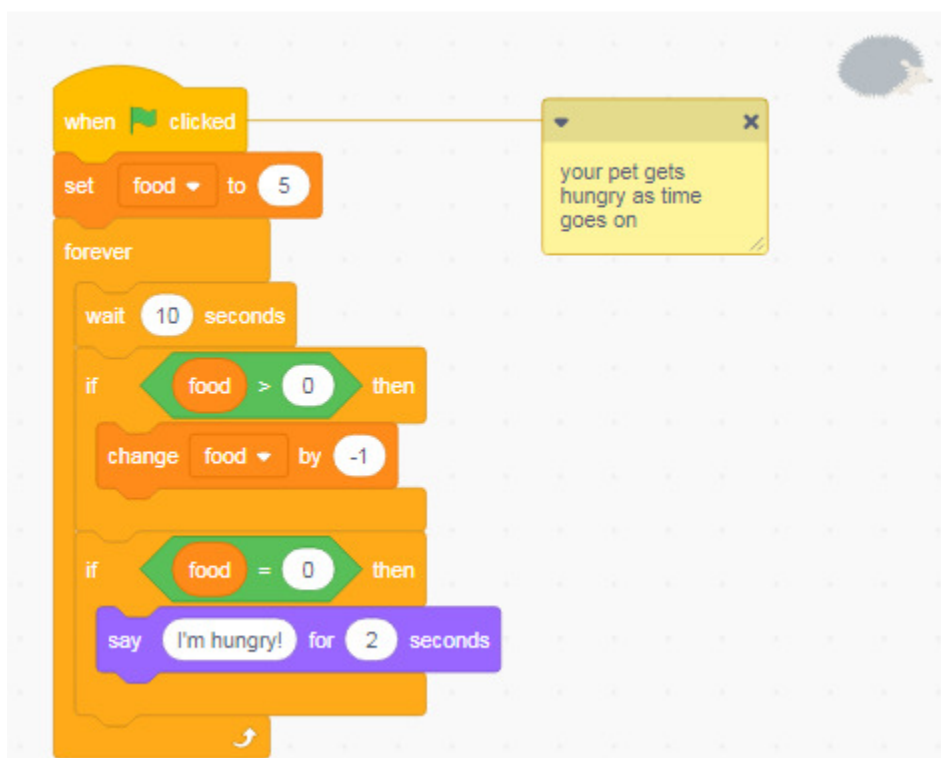 when clicked
set food to 5
forever
wait 10 seconds
if food > 0 then
change food by -1
if food = 0 then
say I'm hungry! for 2 seconds
your pet gets
hungry as time
goes on